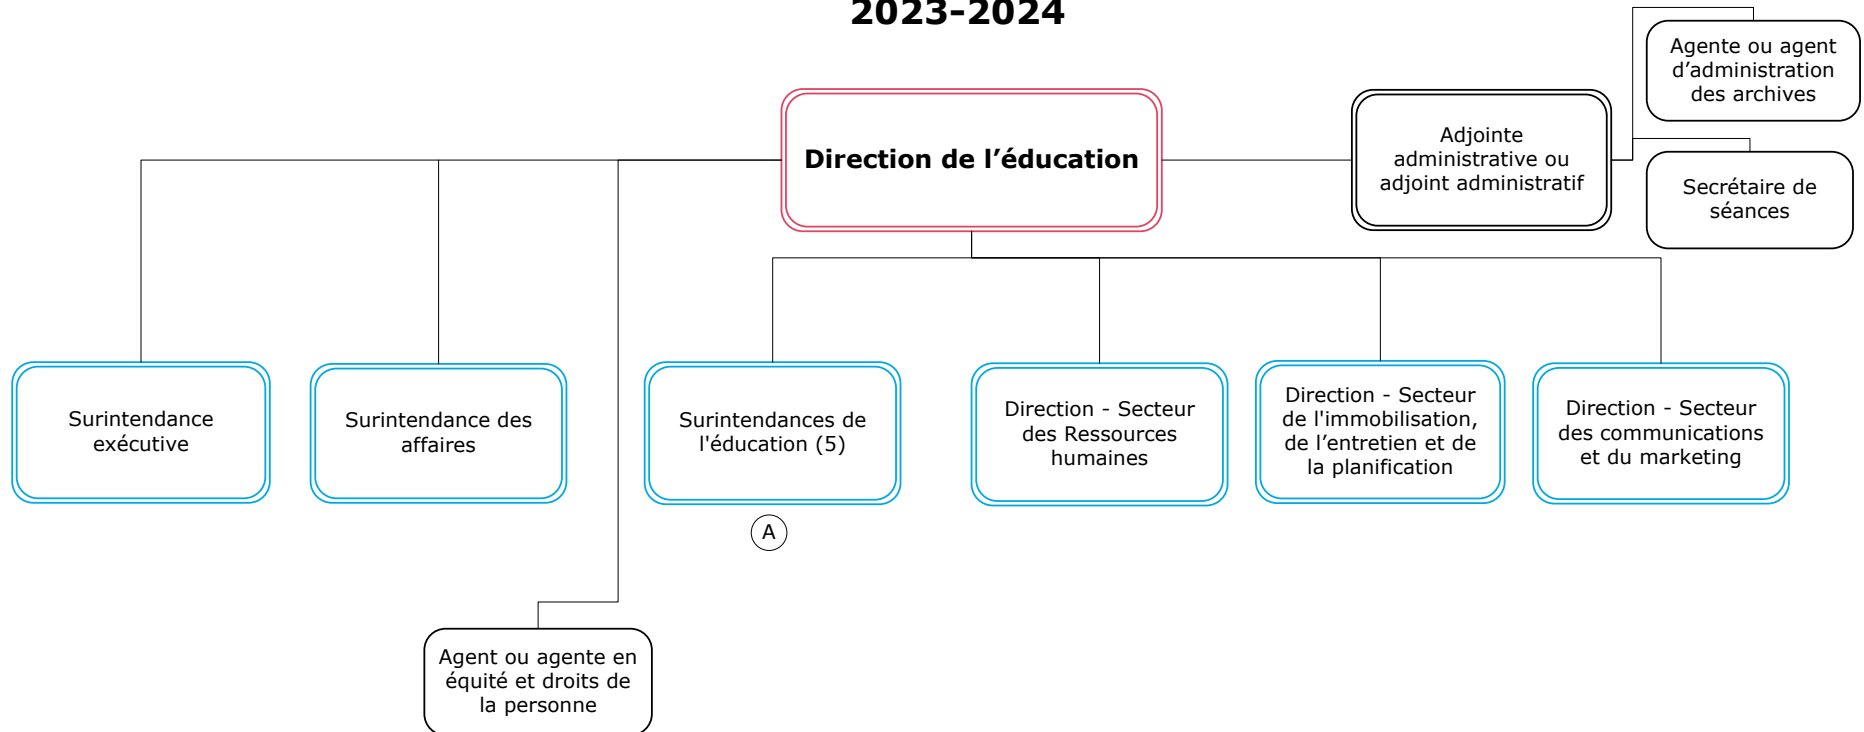 2023-2024
Agente ou agent
d’administration
des archives
Direction de l’éducation
Adjointe
administrative ou
adjoint administratif
Secrétaire de
séances
Surintendance
exécutive
Surintendance des
affaires
Surintendances de
l'éducation (5)
Direction - Secteur
des Ressources
humaines
Direction - Secteur
de l'immobilisation,
de l’entretien et de
la planification
Direction - Secteur
des communications
et du marketing
A
Agent ou agente en
équité et droits de
la personne